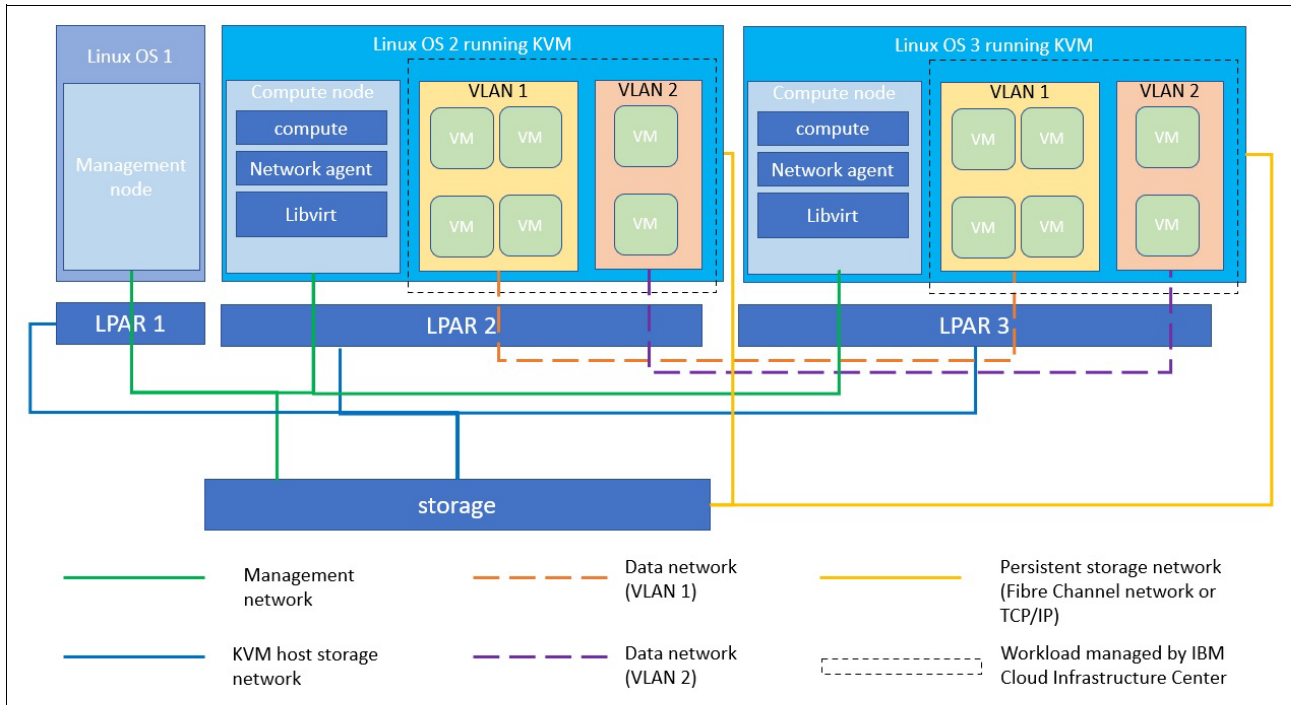 Linux OS 1
Management
node
LPAR 1
Linux OS 2 running KVM
Compute node
compute
Network agent
Libvirt
VLAN 1
VM VM
VM VM
VLAN 2
VM
VM
LPAR 2
Linux OS 3 running KVM
Compute node
compute
Network agent
Libvirt
VLAN 1
VM VM
VM VM
VLAN 2
VM
VM
LPAR 3
storage
Management
network
Data network
(VLAN 1)
Persistent storage network
(Fibre Channel network or
TCP/IP)
KVM host storage
network
Data network
(VLAN 2)
Workload managed by IBM
Cloud Infrastructure Center